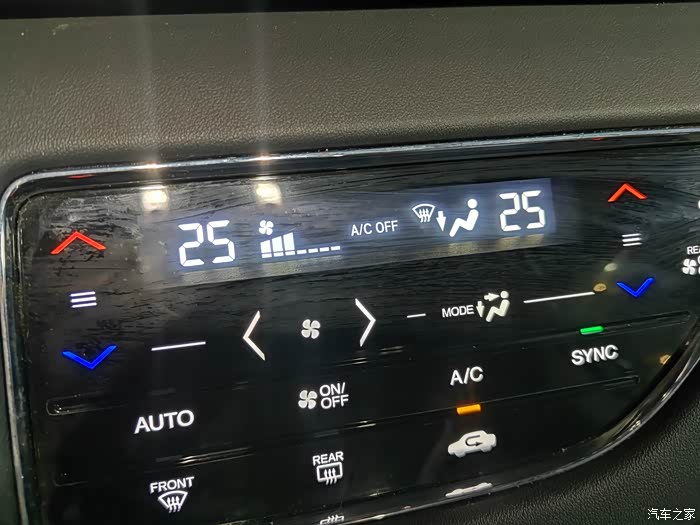 25
A/C OFF
25
MODE
SYNC
A/C
ON/
OFF
AUTO
REAR
FRONT
汽车之家